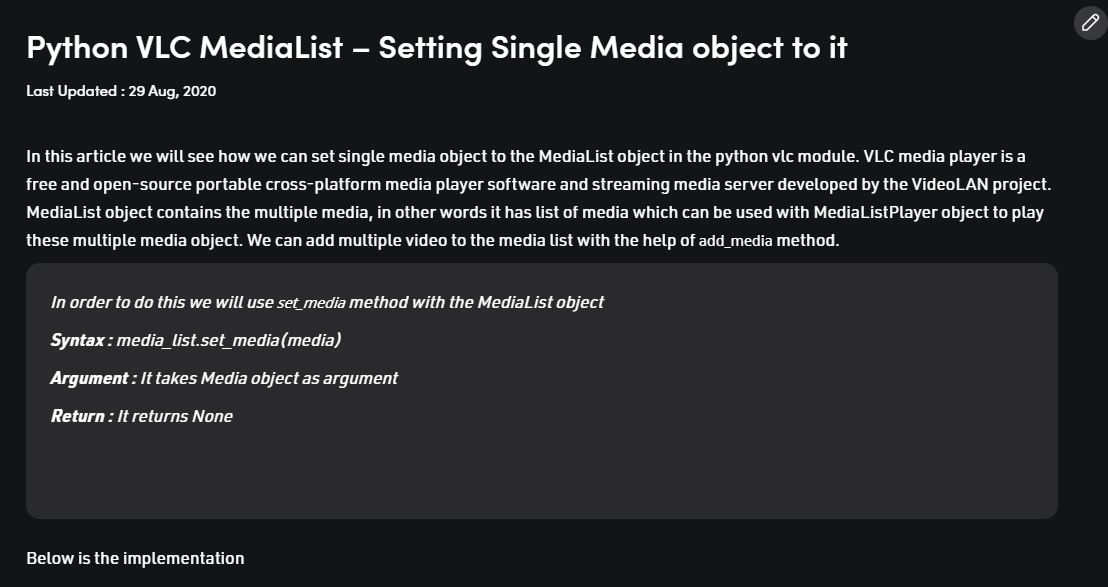 Python VLC MediaList – Setting Single Media object to it
Last Updated : 29 Aug, 2020
In this article we will see how we can set single media object to the MediaList object in the python vlc module. VLC media player is a
free and open-source portable cross-platform media player software and streaming media server developed by the VideoLAN project.
MediaList object contains the multiple media, in other words it has list of media which can be used with MediaListPlayer object to play
these multiple media object. We can add multiple video to the media list with the help of add_media method.
In order to do this we will use set_media method with the MediaList object
Syntax : media_list.set_media(media)
Argument : It takes Media object as argument
Return : It returns None
Below is the implementation